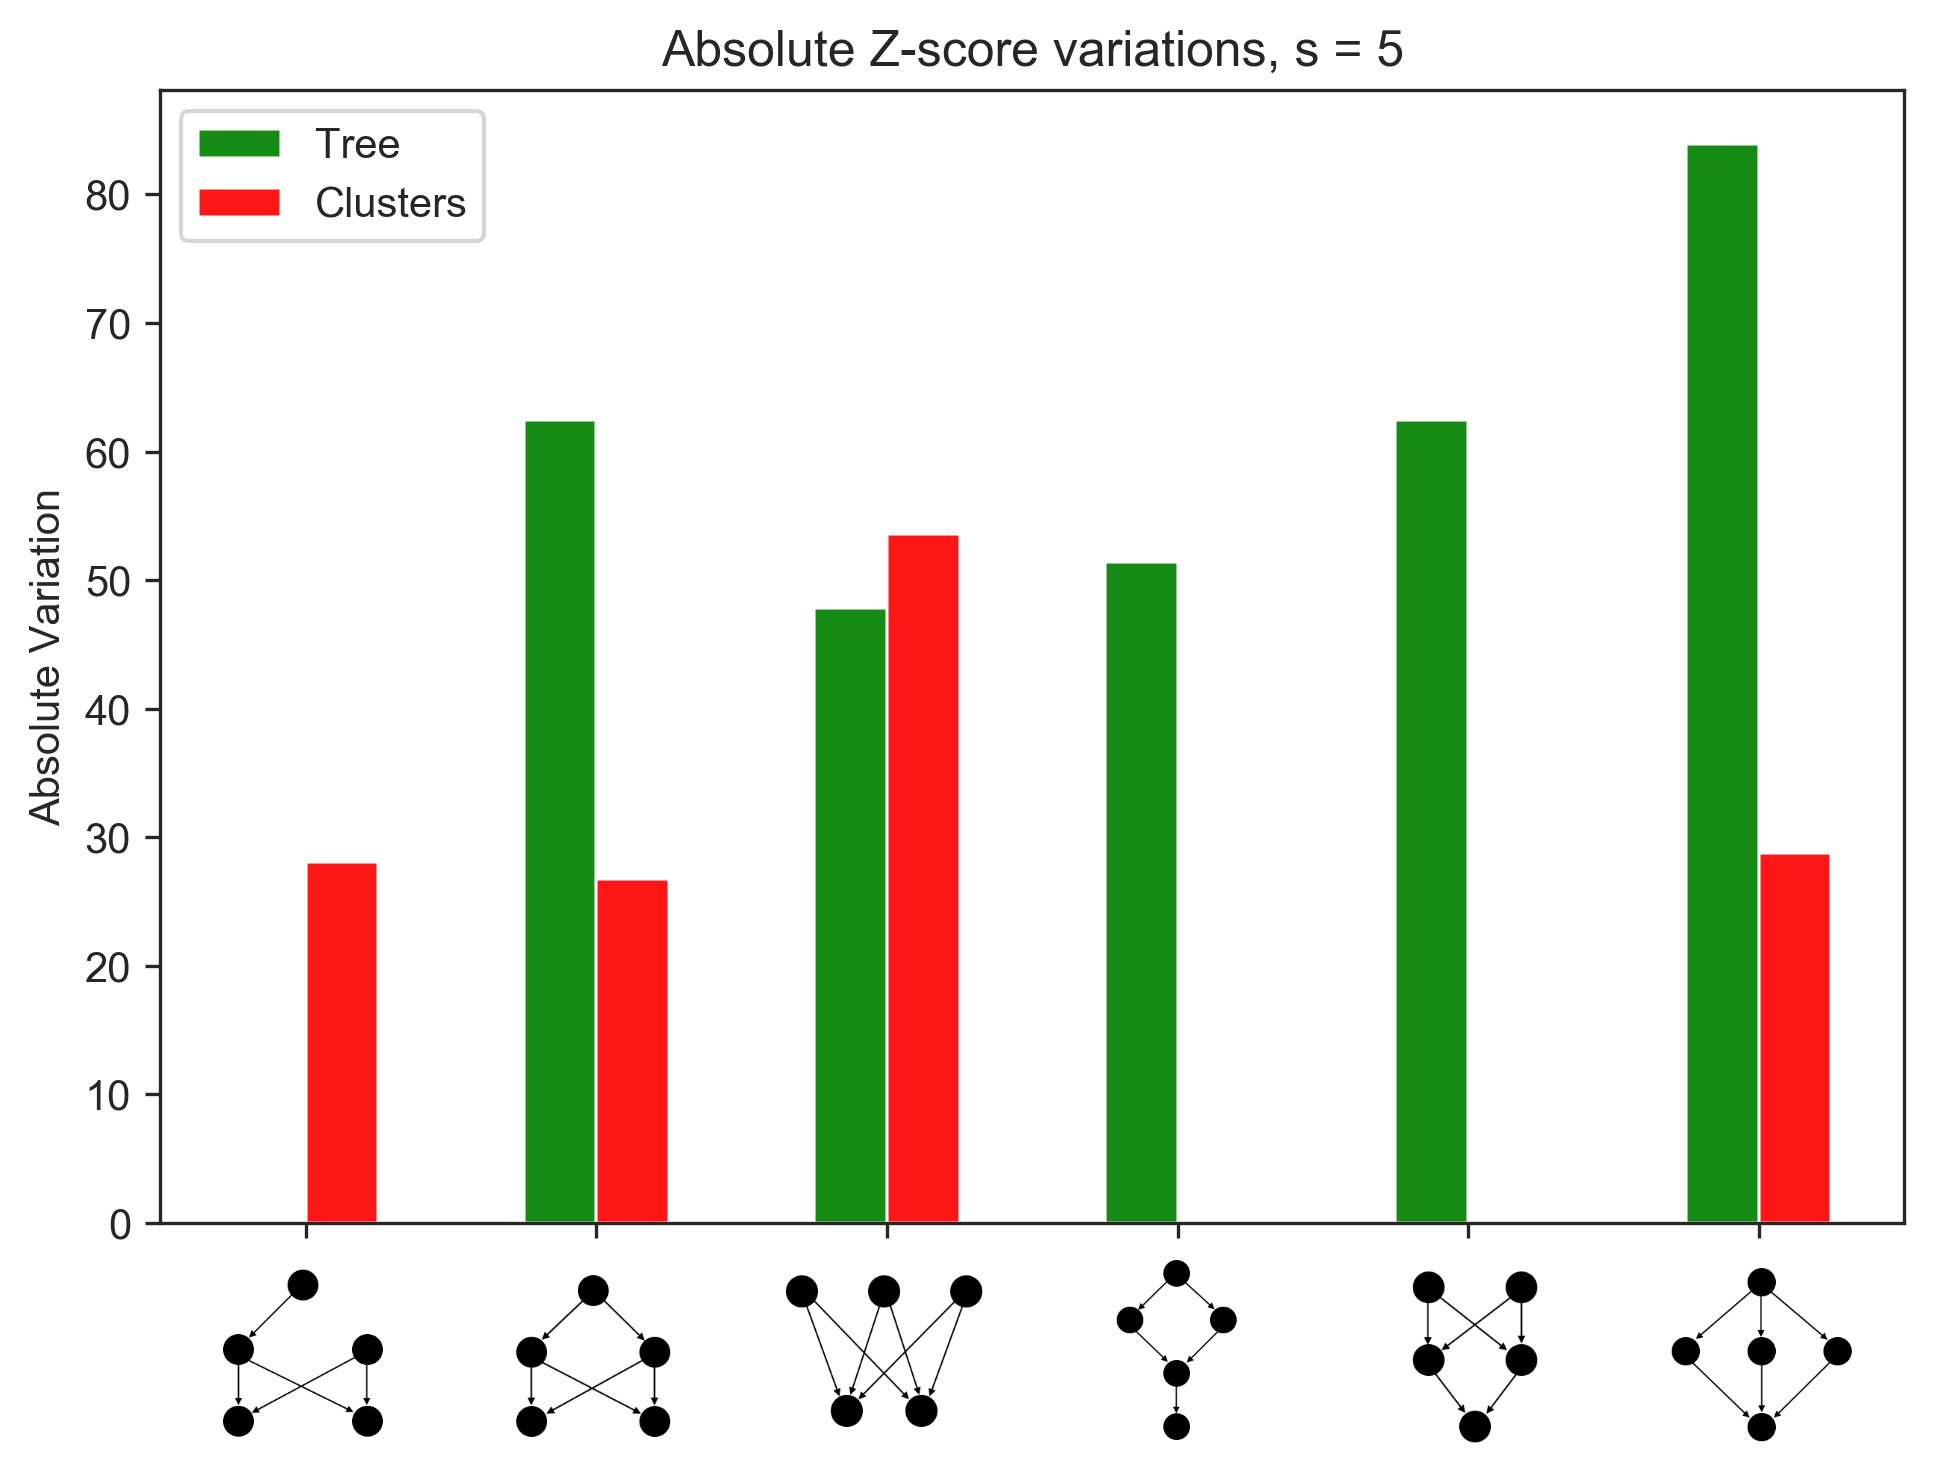 Absolute Z-score variations, s = 5
Tree
Clusters
Absolute Variation
80
70
60
50
40
30
20
10
0